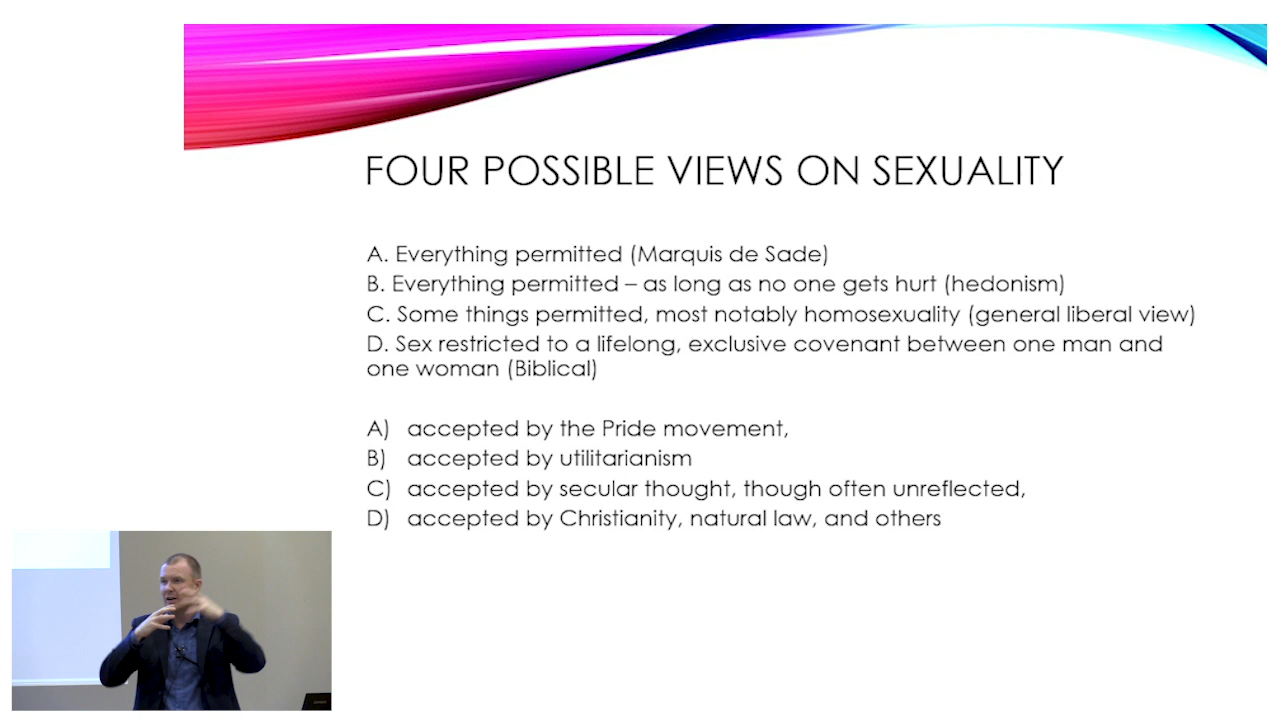 FOUR POSSIBLE VIEWS ON SEXUALITY
A. Everything permitted (Marquis de Sade)
B. Everything permitted – as long as no one gets hurt (hedonism)
C. Some things permitted, most notably homosexuality (general liberal view)
D. Sex restricted to a lifelong, exclusive covenant between one man and
one woman (Biblical)
A) accepted by the Pride movement,
B) accepted by utilitarianism
C) accepted by secular thought, though often unreflected,
D) accepted by Christianity, natural law, and others